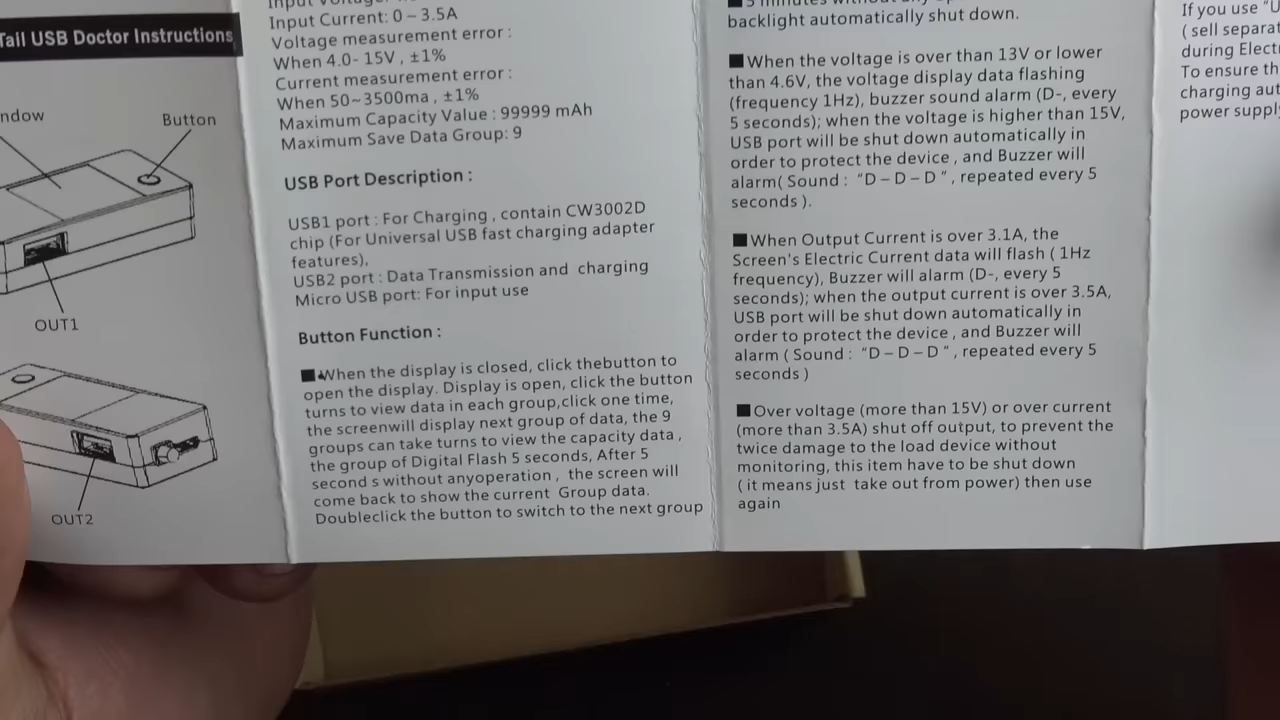 Tail USB Doctor Instructions
ndow
Button
OUT1
OUT2
Input Current: 0 – 3.5A
Voltage measurement error :
When 4.0- 15V , ±1%
Current measurement error :
When 50~3500ma , ±1%
Maximum Capacity Value : 99999 mAh
Maximum Save Data Group: 9
USB Port Description :
USB1 port : For Charging , contain CW3002D
chip (For Universal USB fast charging adapter
features),
USB2 port : Data Transmission and charging
Micro USB port: For input use
Button Function :
■When the display is closed, click thebutton to
open the display. Display is open, click the button
turns to view data in each group,click one time,
the screenwill display next group of data, the 9
groups can take turns to view the capacity data ,
the group of Digital Flash 5 seconds, After 5
second s without anyoperation , the screen will
come back to show the current Group data.
Doubleclick the button to switch to the next group
■5 minutes without any
backlight automatically shut down.
■When the voltage is over than 13V or lower
than 4.6V, the voltage display data flashing
(frequency 1Hz), buzzer sound alarm (D-, every
5 seconds); when the voltage is higher than 15V,
USB port will be shut down automatically in
order to protect the device , and Buzzer will
alarm( Sound : "D – D – D " , repeated every 5
seconds ).
■When Output Current is over 3.1A, the
Screen's Electric Current data will flash ( 1Hz
frequency), Buzzer will alarm (D-, every 5
seconds); when the output current is over 3.5A,
USB port will be shut down automatically in
order to protect the device , and Buzzer will
alarm ( Sound : "D – D – D " , repeated every 5
seconds )
■Over voltage (more than 15V) or over current
(more than 3.5A) shut off output, to prevent the
twice damage to the load device without
monitoring, this item have to be shut down
( it means just take out from power) then use
again
If you use "U
( sell separat
during Electr
To ensure th
charging aut
power suppl